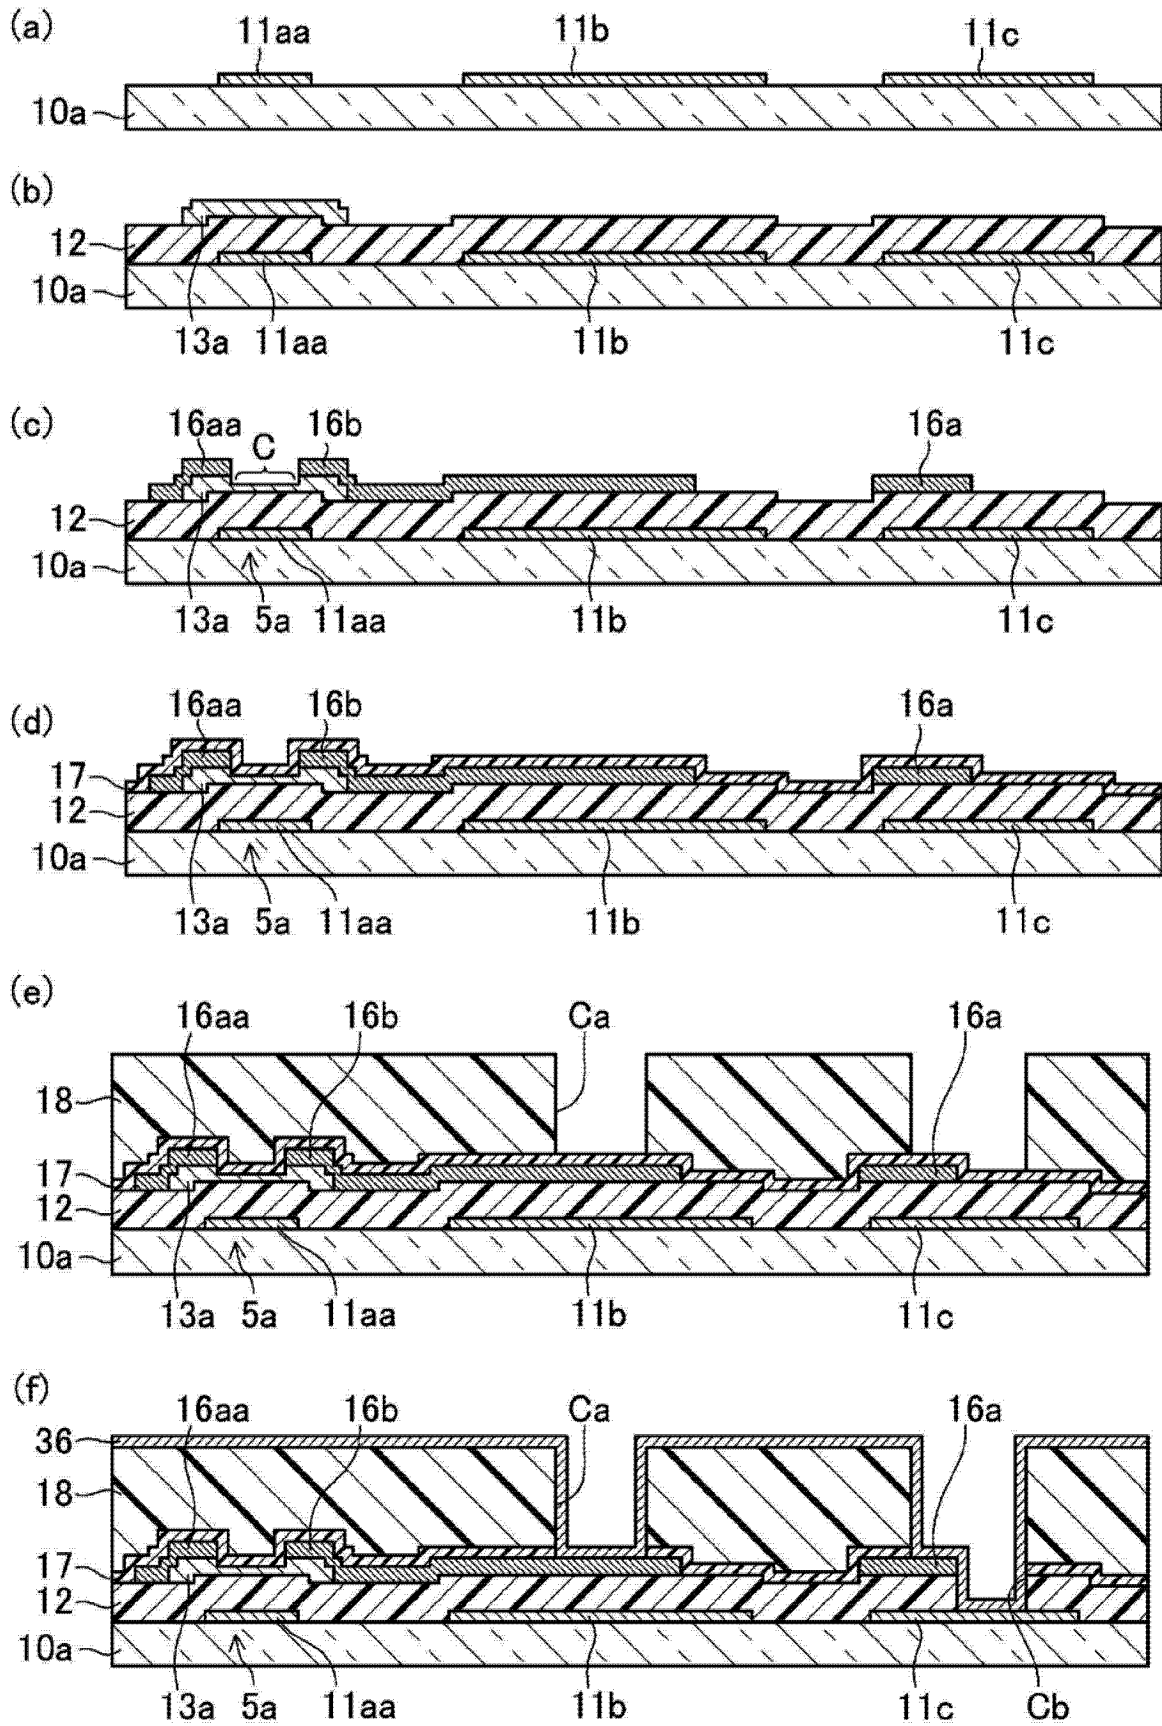 (a) 11aa 11b 11c
10a
(b)
12
10a
13a 11aa 11b 11c
(c) 16aa C 16b 16a
12
10a
13a 5a 11aa 11b 11c
(d) 16aa 16b 16a
17
12
10a
13a 5a 11aa 11b 11c
(e)
16aa 16b Ca 16a
18
17
12
10a
13a 5a 11aa 11b 11c
(f)
16aa 16b Ca 16a
36
18
17
12
10a
13a 5a 11aa 11b 11c Cb